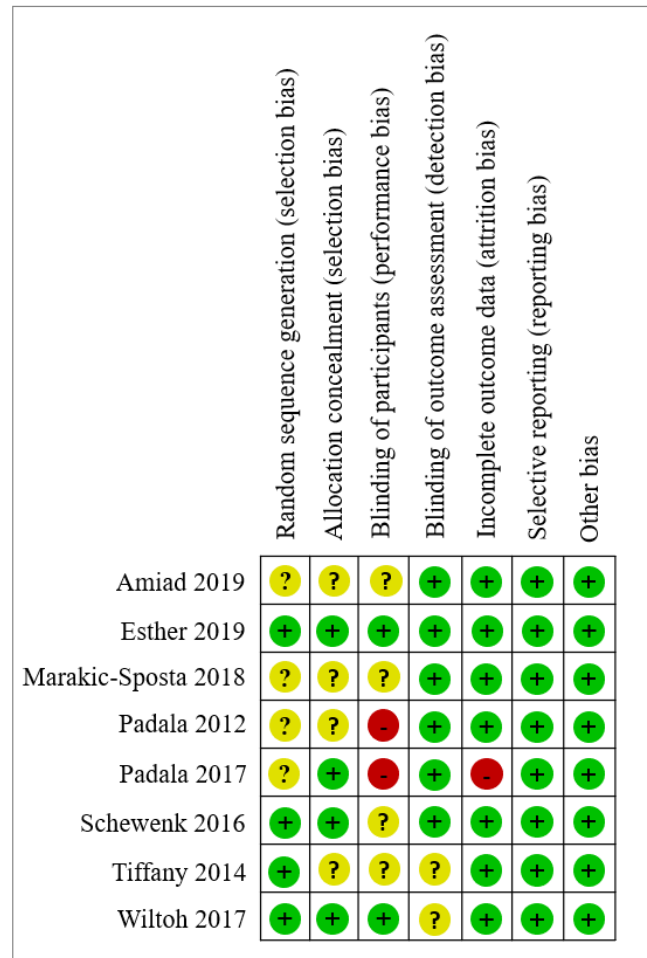 Random sequence generation (selection bias)
Allocation concealment (selection bias)
Blinding of participants (performance bias)
Blinding of outcome assessment (detection bias)
Incomplete outcome data (attrition bias)
Selective reporting (reporting bias)
Other bias
Amiad 2019 ? ? ? + + + +
Esther 2019 + + + + + + +
Marakic-Sposta 2018 ? ? ? + + + +
Padala 2012 ? ? - + + + +
Padala 2017 ? + - + - + +
Schewenk 2016 + + ? + + + +
Tiffany 2014 + ? ? ? + + +
Wiltoh 2017 + + + ? + + +